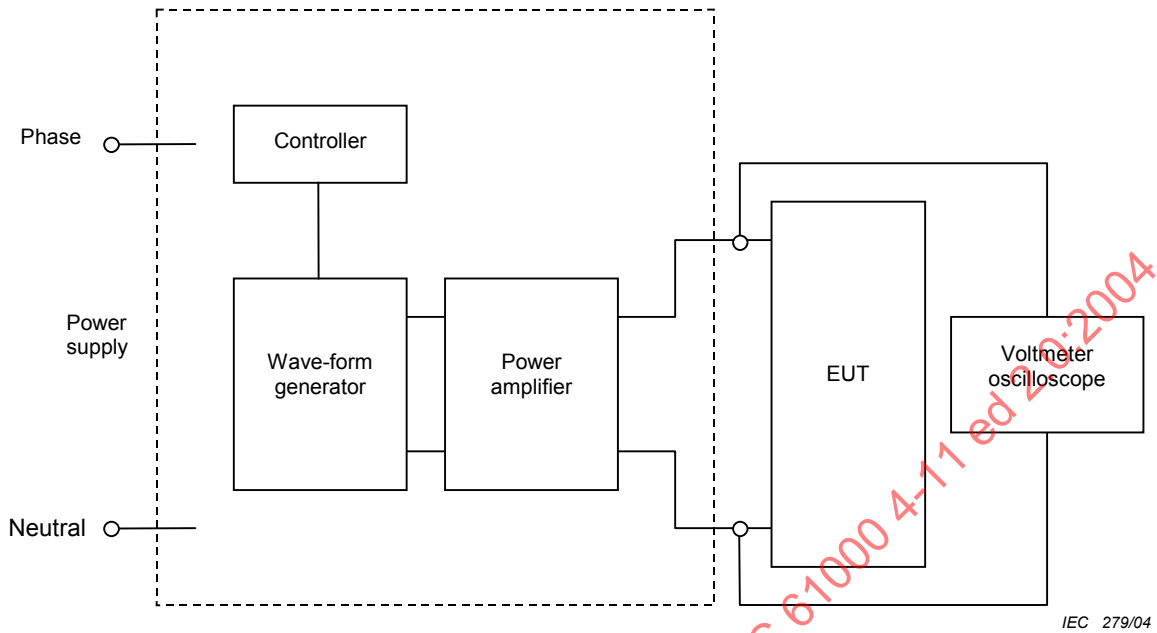 Phase
Controller
Power
supply
Wave-form
generator
Power
amplifier
EUT
Voltmeter
oscilloscope
Neutral
IEC 279/04
61000 4-11 ed 2.0:2004